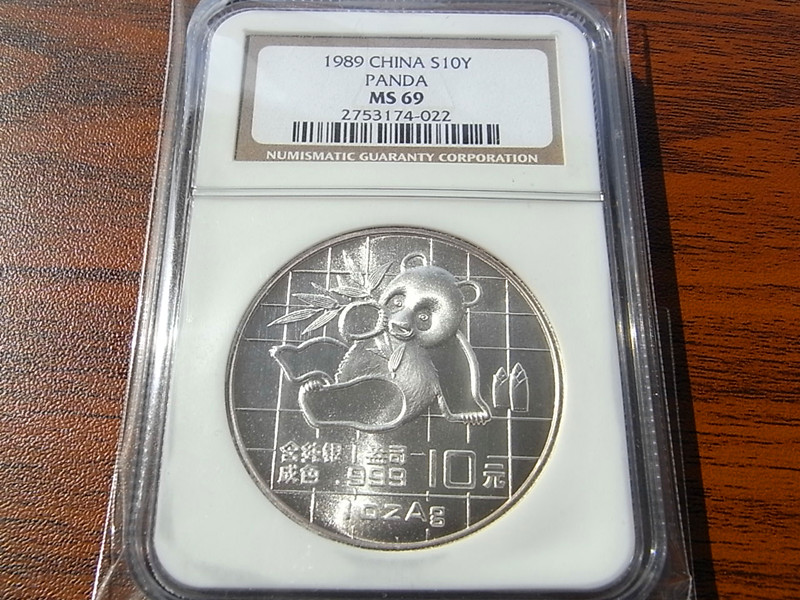 1989 CHINA S10Y
PANDA
MS 69
2753174-022
NUMISMATIC GUARANTY CORPORATION
含纯银1盎司 10元
成色 .999
1ozAg